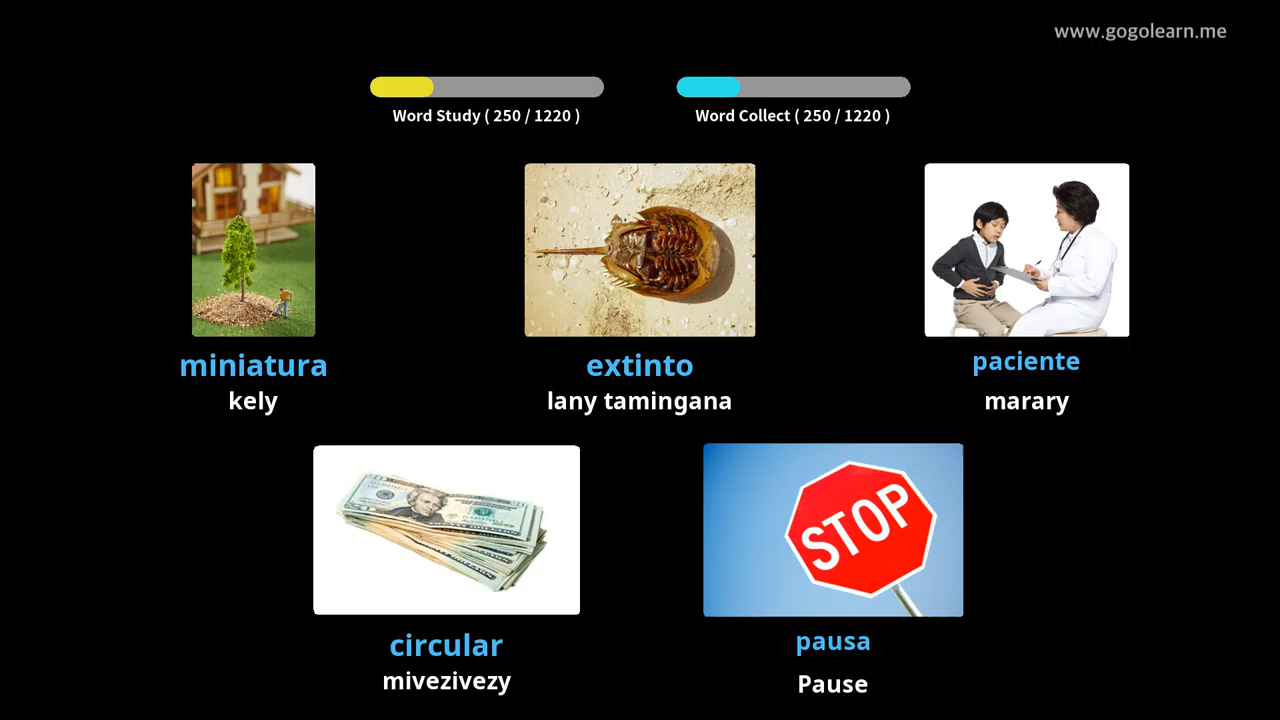 www.gogolearn.me
Word Study ( 250 / 1220 )
Word Collect ( 250 / 1220 )
miniatura
kely
extinto
lany tamingana
paciente
marary
STOP
circular
mivezivezy
pausa
Pause